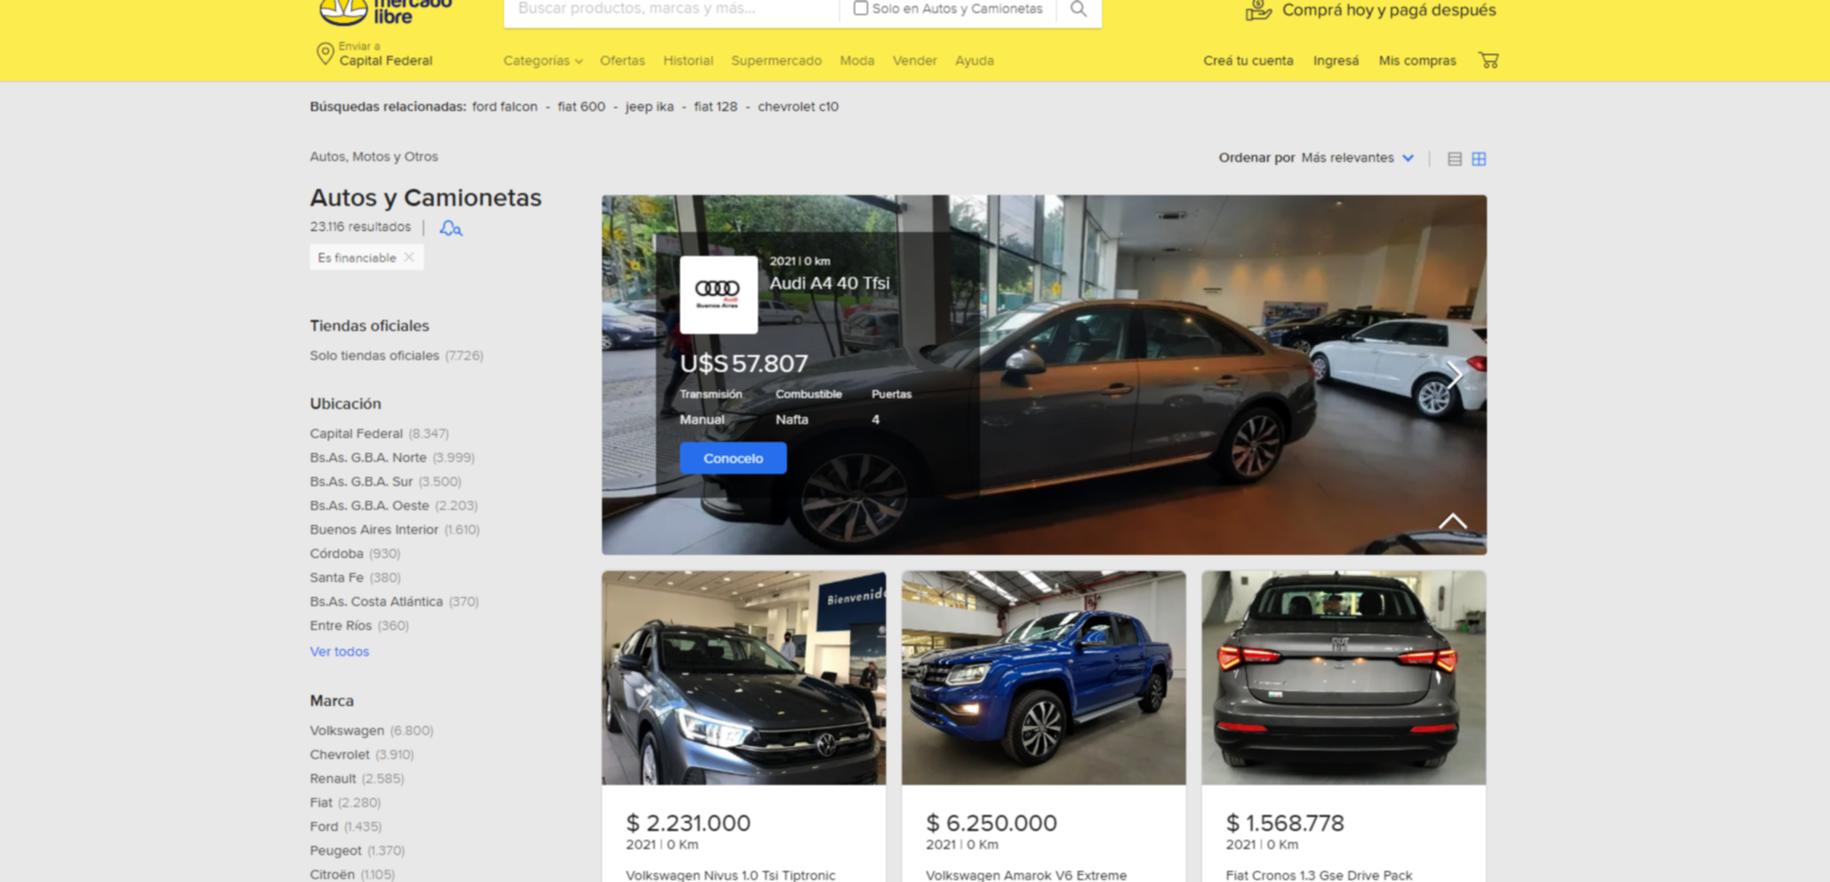 mercado
libre
Buscar productos, marcas y más...
Solo en Autos y Camionetas
Comprá hoy y pagá después
Enviar a
Capital Federal
Categorías Ofertas Historial Supermercado Moda Vender Ayuda
Creá tu cuenta Ingresá Mis compras
Búsquedas relacionadas: ford falcon - fiat 600 - jeep ika - fiat 128 - chevrolet c10
Autos, Motos y Otros
Ordenar por Más relevantes
Autos y Camionetas
23.116 resultados
Es financiable
Tiendas oficiales
Solo tiendas oficiales (7.726)
Ubicación
Capital Federal (8.347)
Bs.As. G.B.A. Norte (3.999)
Bs.As. G.B.A. Sur (3.500)
Bs.As. G.B.A. Oeste (2.203)
Buenos Aires Interior (1.610)
Córdoba (930)
Santa Fe (380)
Bs.As. Costa Atlántica (370)
Entre Ríos (360)
Ver todos
Marca
Volkswagen (6.800)
Chevrolet (3.910)
Renault (2.585)
Fiat (2.280)
Ford (1.435)
Peugeot (1.370)
Citroën (1.105)
2021 | 0 km
Audi A4 40 Tfsi
Audi
Buenos Aires
U$S 57.807
Transmisión Combustible Puertas
Manual Nafta 4
Conocelo
Bienvenid
$ 2.231.000
2021 | 0 Km
Volkswagen Nivus 1.0 Tsi Tiptronic
$ 6.250.000
2021 | 0 Km
Volkswagen Amarok V6 Extreme
FIAT
$ 1.568.778
2021 | 0 Km
Fiat Cronos 1.3 Gse Drive Pack